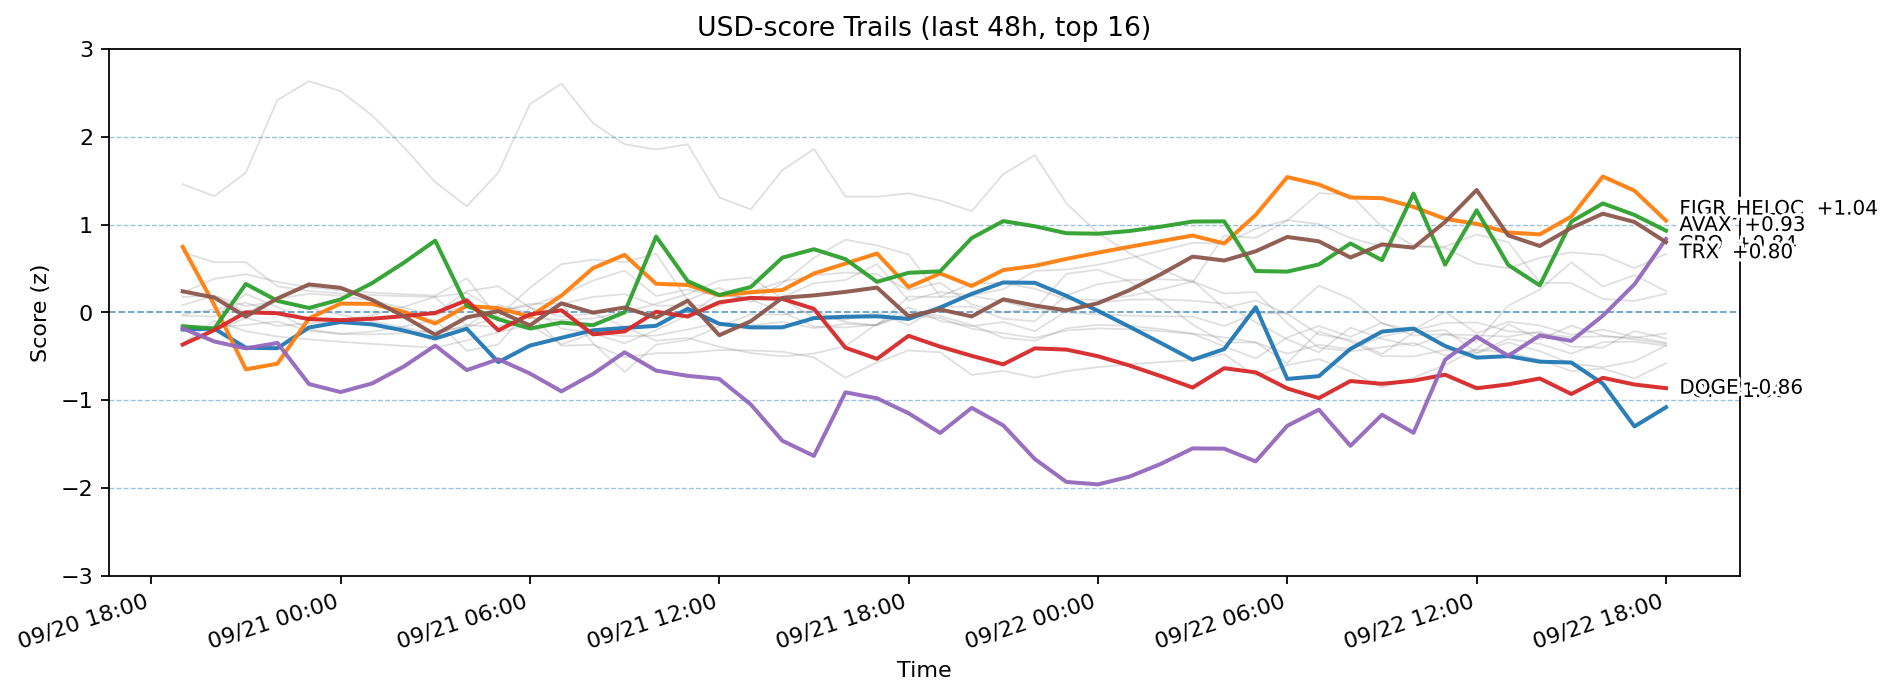 USD-score Trails (last 48h, top 16)
Score (z)
3
2
1
0
−1
−2
−3
FIGR_HELOC +1.04
AVAX +0.93
TRX +0.80
DOGE -0.86
09/20 18:00
09/21 00:00
09/21 06:00
09/21 12:00
09/21 18:00
09/22 00:00
09/22 06:00
09/22 12:00
09/22 18:00
Time